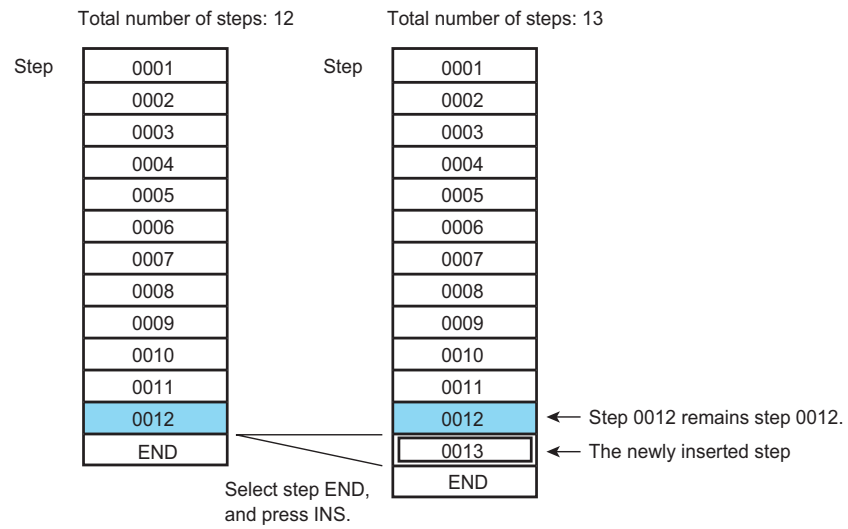 Total number of steps: 12
Total number of steps: 13
Step
0001
0002
0003
0004
0005
0006
0007
0008
0009
0010
0011
0012
END
Select step END,
and press INS.
Step
0001
0002
0003
0004
0005
0006
0007
0008
0009
0010
0011
0012
0013
END
Step 0012 remains step 0012.
The newly inserted step